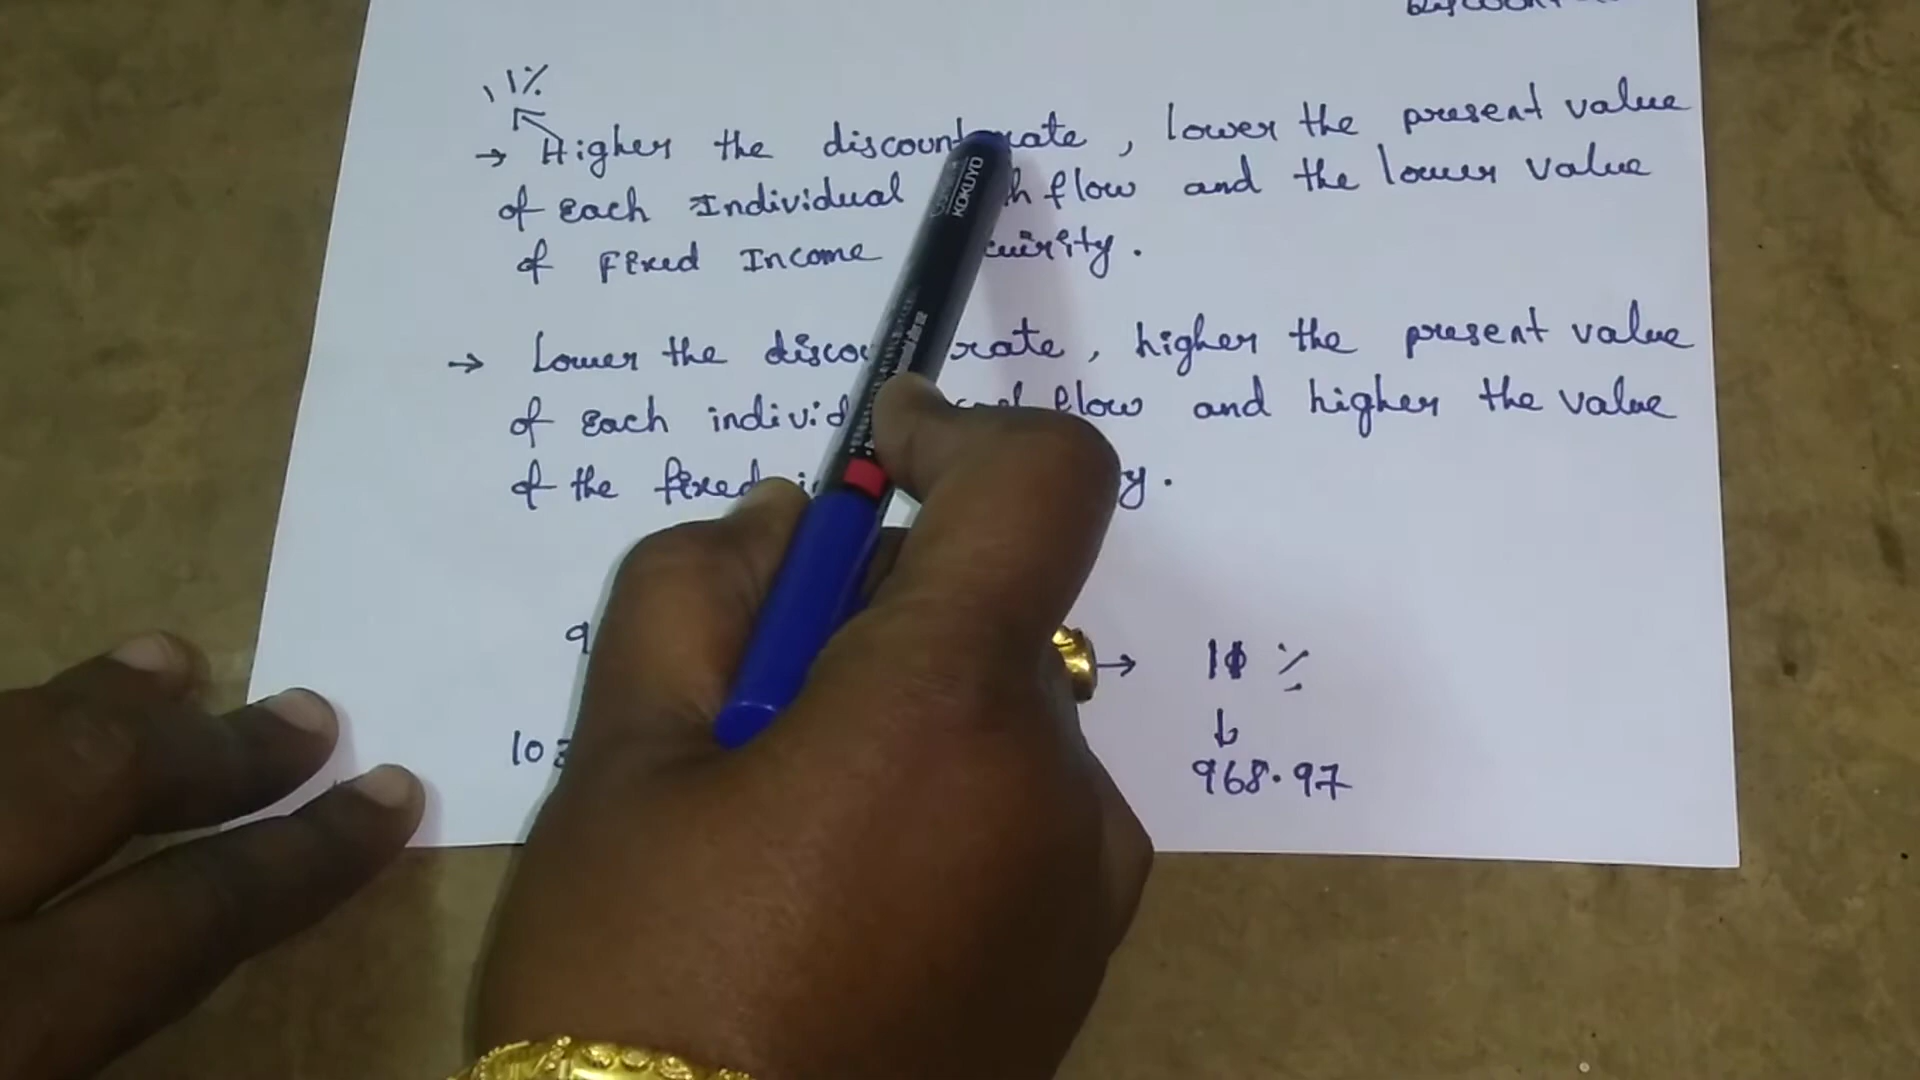 11%
→ Higher the discount rate, lower the present value
of Each Individual flow and the lower value
of Fixed Income
→ Lower the rate, higher the present value
of Each flow and higher the value
of the fixed
→ %
968.97
KOKUYO